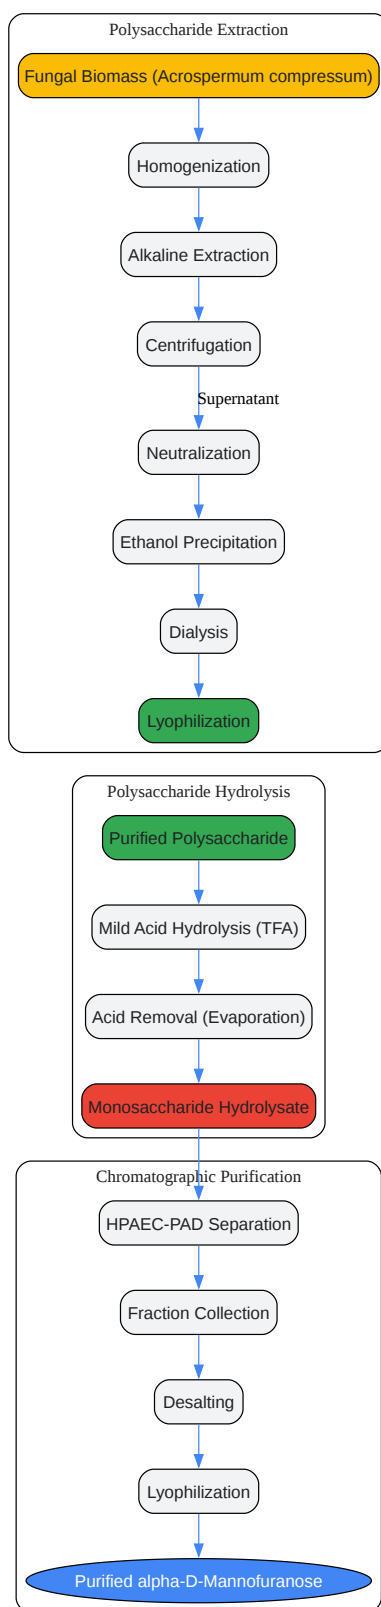 Polysaccharide Extraction
Fungal Biomass (Acrospermum compressum)
Homogenization
Alkaline Extraction
Centrifugation
Supernatant
Neutralization
Ethanol Precipitation
Dialysis
Lyophilization
Polysaccharide Hydrolysis
Purified Polysaccharide
Mild Acid Hydrolysis (TFA)
Acid Removal (Evaporation)
Monosaccharide Hydrolysate
Chromatographic Purification
HPAEC-PAD Separation
Fraction Collection
Desalting
Lyophilization
Purified alpha-D-Mannofuranose